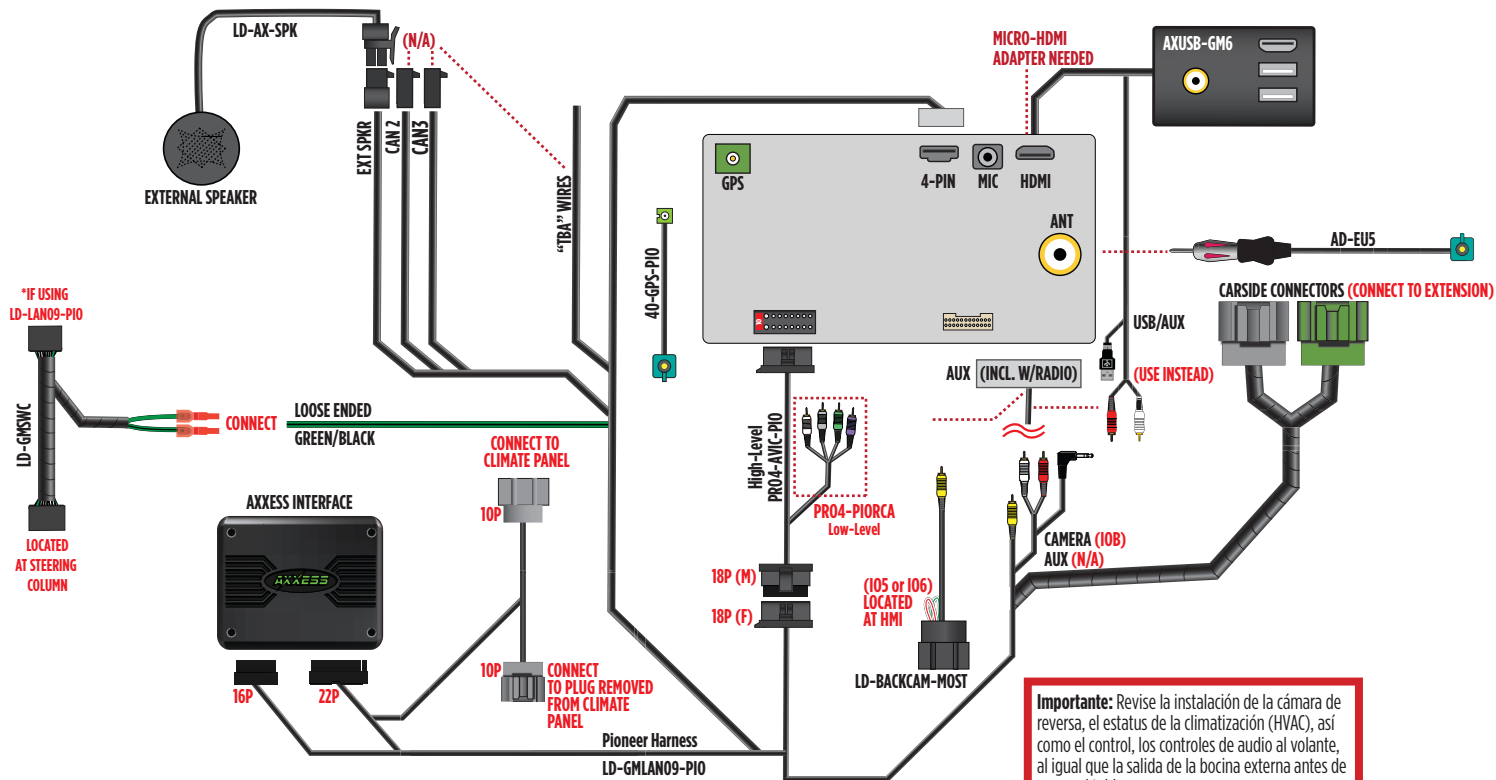 LD-AX-SPK
(N/A)
MICRO-HDMI
ADAPTER NEEDED
AXUSB-GM6
EXTERNAL SPEAKER
EXT SPKR
CAN 2
CAN3
"TBA" WIRES
GPS
4-PIN
MIC
HDMI
ANT
AD-EU5
40-GPS-PIO
*IF USING
LD-LAN09-PIO
LD-GMSWC
CONNECT
LOOSE ENDED
GREEN/BLACK
LOCATED
AT STEERING
COLUMN
CARSIDE CONNECTORS (CONNECT TO EXTENSION)
USB/AUX
AUX (INCL. W/RADIO)
(USE INSTEAD)
CONNECT TO
CLIMATE PANEL
10P
AXXESS INTERFACE
AXXESS
16P
22P
10P
CONNECT
TO PLUG REMOVED
FROM CLIMATE
PANEL
High-Level
PR04-AVIC-PIO
PR04-PIORCA
Low-Level
18P (M)
18P (F)
(IO5 or IO6)
LOCATED
AT HMI
LD-BACKCAM-MOST
CAMERA (IOB)
AUX (N/A)
Pioneer Harness
LD-GMLAN09-PIO
Importante: Revise la instalación de la cámara de
reversa, el estatus de la climatización (HVAC), así
como el control, los controles de audio al volante,
al igual que la salida de la bocina externa antes de